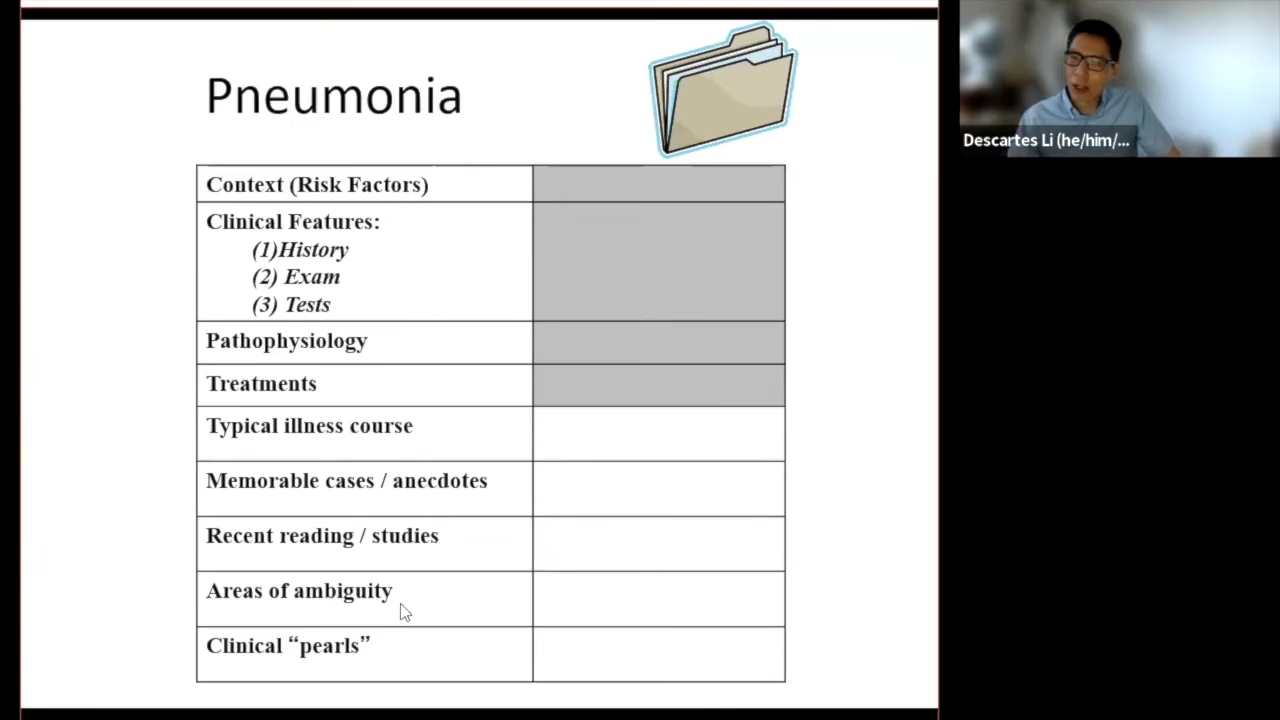 Pneumonia
Context (Risk Factors)
Clinical Features:
(1)History
(2) Exam
(3) Tests
Pathophysiology
Treatments
Typical illness course
Memorable cases / anecdotes
Recent reading / studies
Areas of ambiguity
Clinical “pearls”
Descartes Li (he/him/...